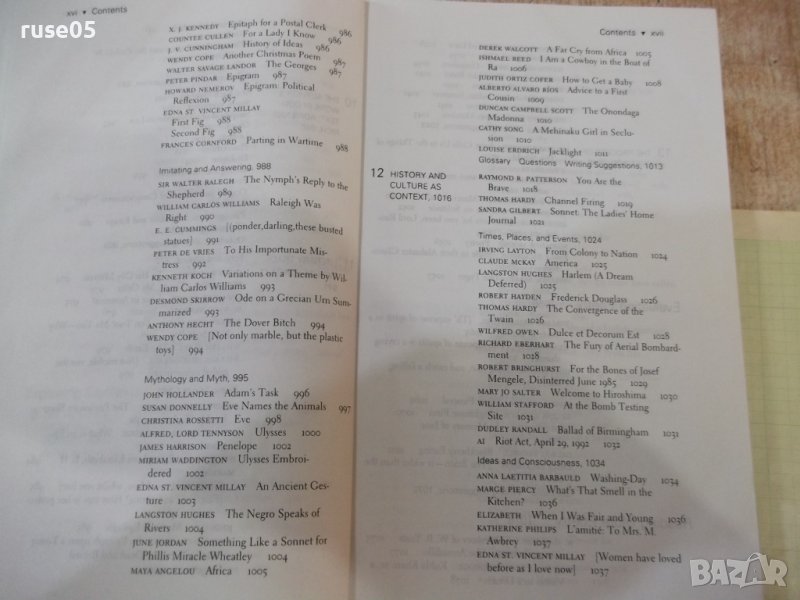 ruse05
xvi ▾ Contents
X. J. KENNEDY Epitaph for a Postal Clerk 986
COUNTEE CULLEN For a Lady I Know 986
J. V. CUNNINGHAM History of Ideas 986
WENDY COPE Another Christmas Poem 987
WALTER SAVAGE LANDOR The Georges 987
PETER PINDAR Epigram 987
HOWARD NEMEROV Epigram: Political
Reflexion 987
EDNA ST. VINCENT MILLAY
First Fig 988
Second Fig 988
FRANCES CORNFORD Parting in Wartime 988
Imitating and Answering, 988
SIR WALTER RALEGH The Nymph's Reply to the
Shepherd 989
WILLIAM CARLOS WILLIAMS Raleigh Was
Right 990
E. E. CUMMINGS [(ponder,darling,these busted
statues] 991
PETER DE VRIES To His Importunate Mis-
tress 992
KENNETH KOCH Variations on a Theme by Wil-
liam Carlos Williams 993
DESMOND SKIRROW Ode on a Grecian Urn Sum-
marized 993
ANTHONY HECHT The Dover Bitch 994
WENDY COPE [Not only marble, but the plastic
toys] 994
Mythology and Myth, 995
JOHN HOLLANDER Adam's Task 996
SUSAN DONNELLY Eve Names the Animals 997
CHRISTINA ROSSETTI Eve 998
ALFRED, LORD TENNYSON Ulysses 1000
JAMES HARRISON Penelope 1002
MIRIAM WADDINGTON Ulysses Embroi-
dered 1002
EDNA ST. VINCENT MILLAY An Ancient Ges-
ture 1003
LANGSTON HUGHES The Negro Speaks of
Rivers 1004
JUNE JORDAN Something Like a Sonnet for
Phillis Miracle Wheatley 1004
MAYA ANGELOU Africa 1005
Contents ▾ xvii
DEREK WALCOTT A Far Cry from Africa 1005
ISHMAEL REED I Am a Cowboy in the Boat of
Ra 1006
JUDITH ORTIZ COFER How to Get a Baby 1008
ALBERTO ALVARO RÍOS Advice to a First
Cousin 1009
DUNCAN CAMPBELL SCOTT The Onondaga
Madonna 1010
CATHY SONG A Mehinaku Girl in Seclu-
sion 1010
LOUISE ERDRICH Jacklight 1011
Glossary Questions Writing Suggestions, 1013
12 HISTORY AND
CULTURE AS
CONTEXT, 1016
RAYMOND R. PATTERSON You Are the
Brave 1018
THOMAS HARDY Channel Firing 1019
SANDRA GILBERT Sonnet: The Ladies' Home
Journal 1021
Times, Places, and Events, 1024
IRVING LAYTON From Colony to Nation 1024
CLAUDE MCKAY America 1025
LANGSTON HUGHES Harlem (A Dream
Deferred) 1025
ROBERT HAYDEN Frederick Douglass 1026
THOMAS HARDY The Convergence of the
Twain 1026
WILFRED OWEN Dulce et Decorum Est 1028
RICHARD EBERHART The Fury of Aerial Bombard-
ment 1028
ROBERT BRINGHURST For the Bones of Josef
Mengele, Disinterred June 1985 1029
MARY JO SALTER Welcome to Hiroshima 1030
WILLIAM STAFFORD At the Bomb Testing
Site 1031
DUDLEY RANDALL Ballad of Birmingham 1031
AI Riot Act, April 29, 1992 1032
Ideas and Consciousness, 1034
ANNA LAETITIA BARBAULD Washing-Day 1034
MARGE PIERCY What's That Smell in the
Kitchen? 1036
ELIZABETH When I Was Fair and Young 1036
KATHERINE PHILIPS L'amitié: To Mrs. M.
Awbrey 1037
EDNA ST. VINCENT MILLAY [Women have loved
before as I love now] 1037
BAZAR